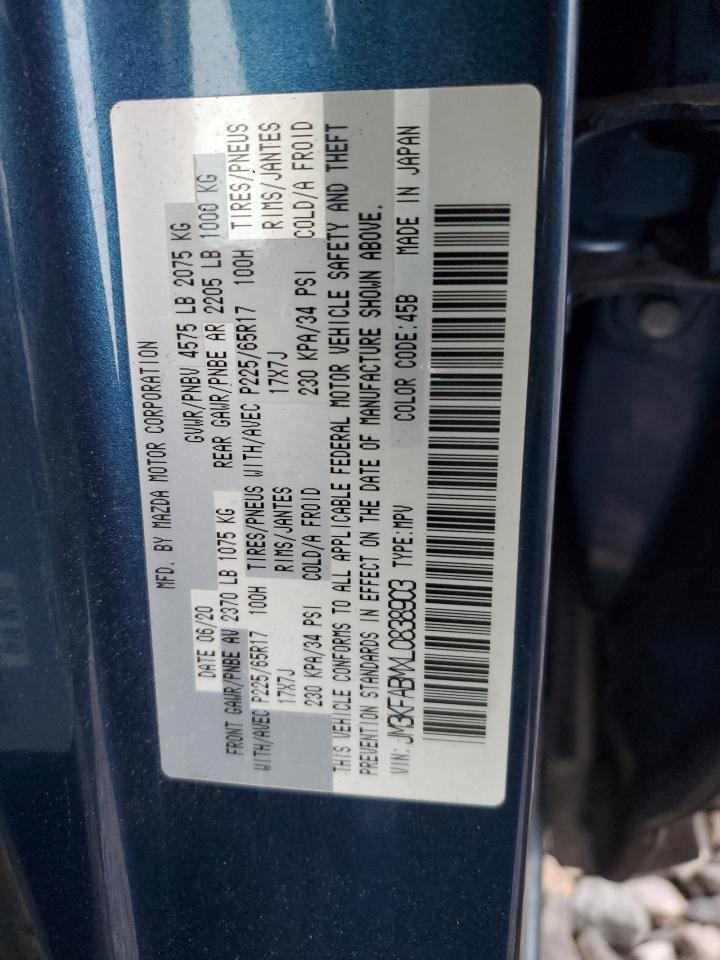 MFD. BY MAZDA MOTOR CORPORATION
DATE 06/20 GVWR/PNBV 4575 LB 2075 KG
FRONT GAWR/PNBE AV 2370 LB 1075 KG REAR GAWR/PNBE AR 2205 LB 1000 KG
WITH/AVEC P225/65R17 100H TIRES/PNEUS WITH/AVEC P225/65R17 100H TIRES/PNEUS
17X7J RIMS/JANTES 17X7J RIMS/JANTES
230 KPA/34 PSI COLD/A FROID 230 KPA/34 PSI COLD/A FROID
THIS VEHICLE CONFORMS TO ALL APPLICABLE FEDERAL MOTOR VEHICLE SAFETY AND THEFT
PREVENTION STANDARDS IN EFFECT ON THE DATE OF MANUFACTURE SHOWN ABOVE.
VIN: JM3KFABMXL0838903 TYPE:MPV COLOR CODE:45B MADE IN JAPAN